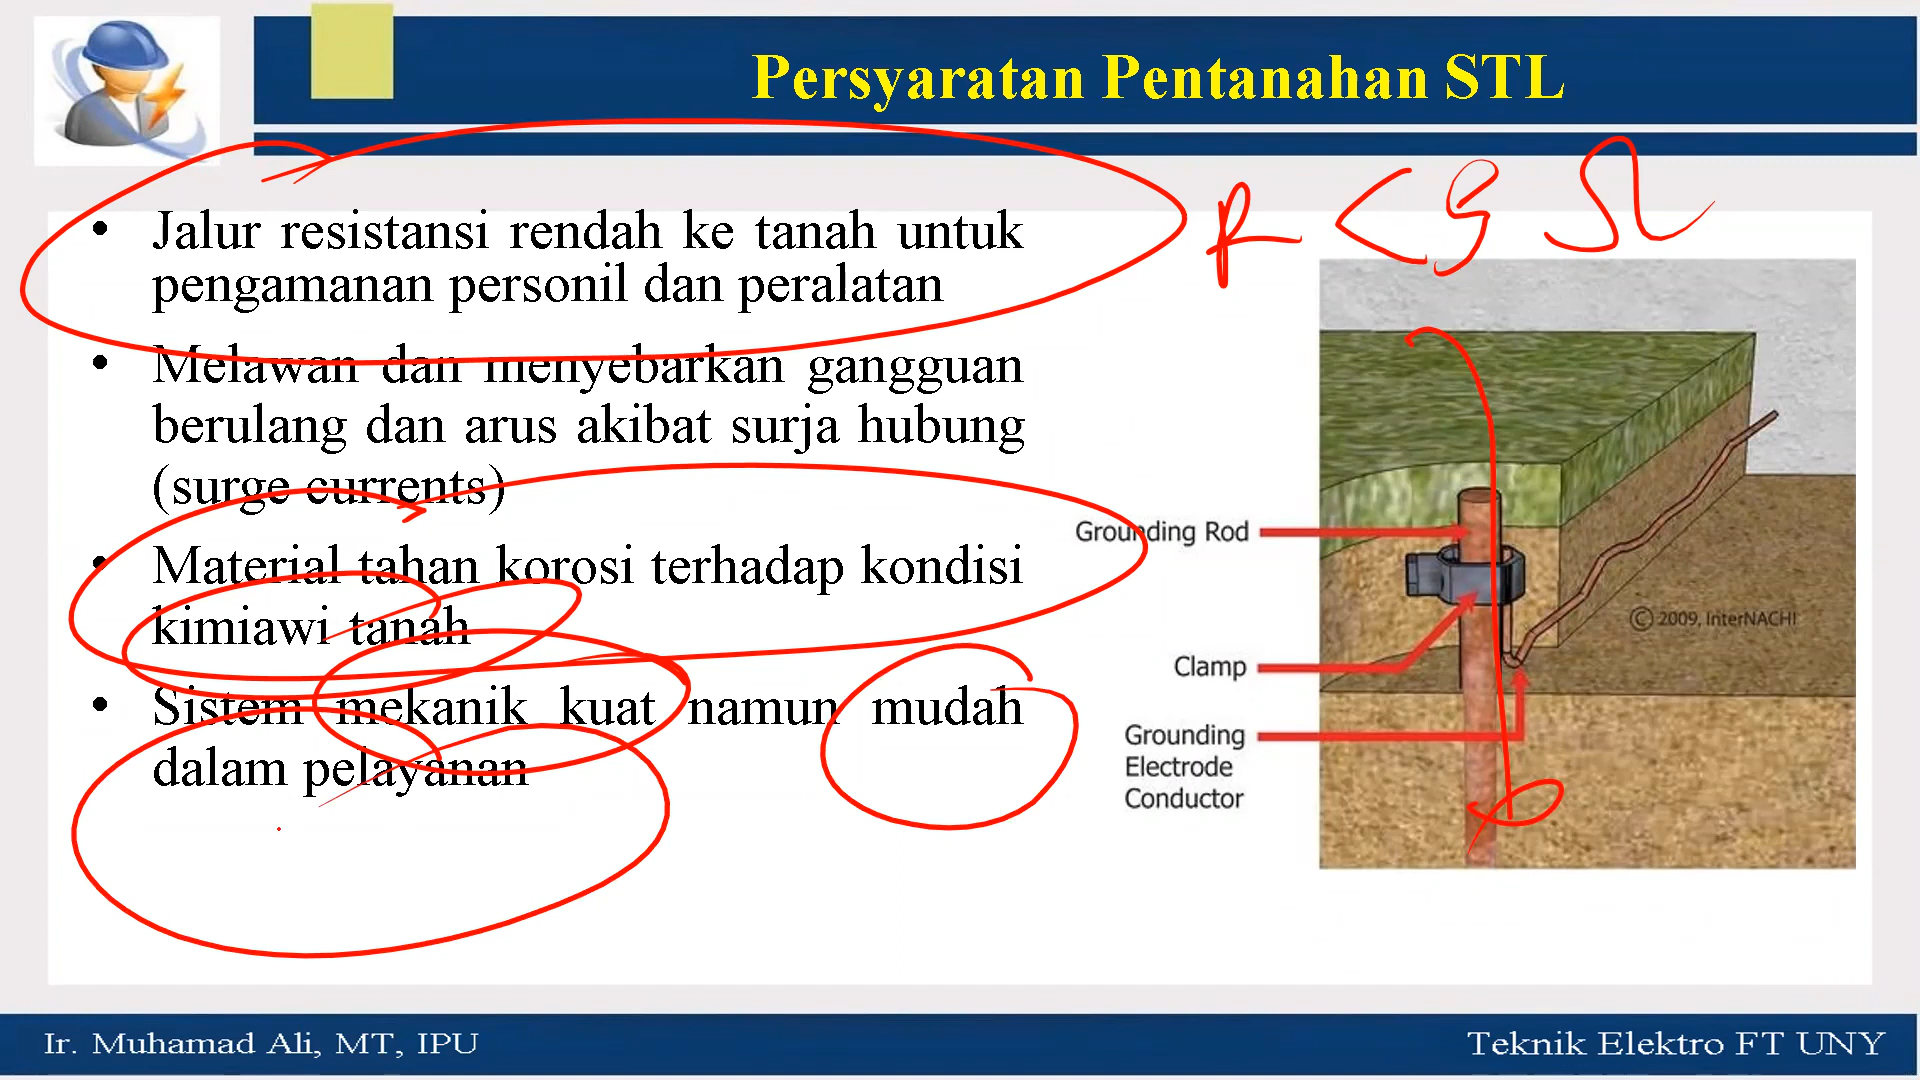 Persyaratan Pentanahan STL
• Jalur resistansi rendah ke tanah untuk
pengamanan personil dan peralatan
• Melawan dan menyebarkan gangguan
berulang dan arus akibat surja hubung
(surge currents)
• Material tahan korosi terhadap kondisi
kimiawi tanah
• Sistem mekanik kuat namun mudah
dalam pelayanan
R < 5 Ω
Grounding Rod
Clamp
Grounding
Electrode
Conductor
© 2009, InterNACHI
Ir. Muhamad Ali, MT, IPU
Teknik Elektro FT UNY